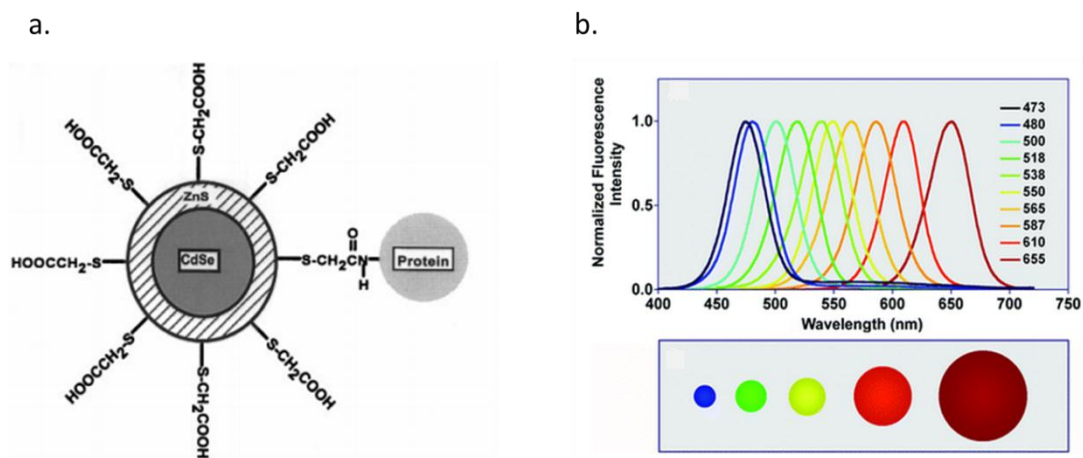 a.
HOOCCH2-S
S-CH2COOH
S-CH2COOH
ZnS
CdSe
HOOCCH2-S
S-CH2C
O
N
H
Protein
HOOCCH2-S
S-CH2COOH
S-CH2COOH
b.
Normalized Fluorescence
Intensity
1.0
0.5
0.0
400 450 500 550 600 650 700 750
Wavelength (nm)
473
480
500
518
538
550
565
587
610
655